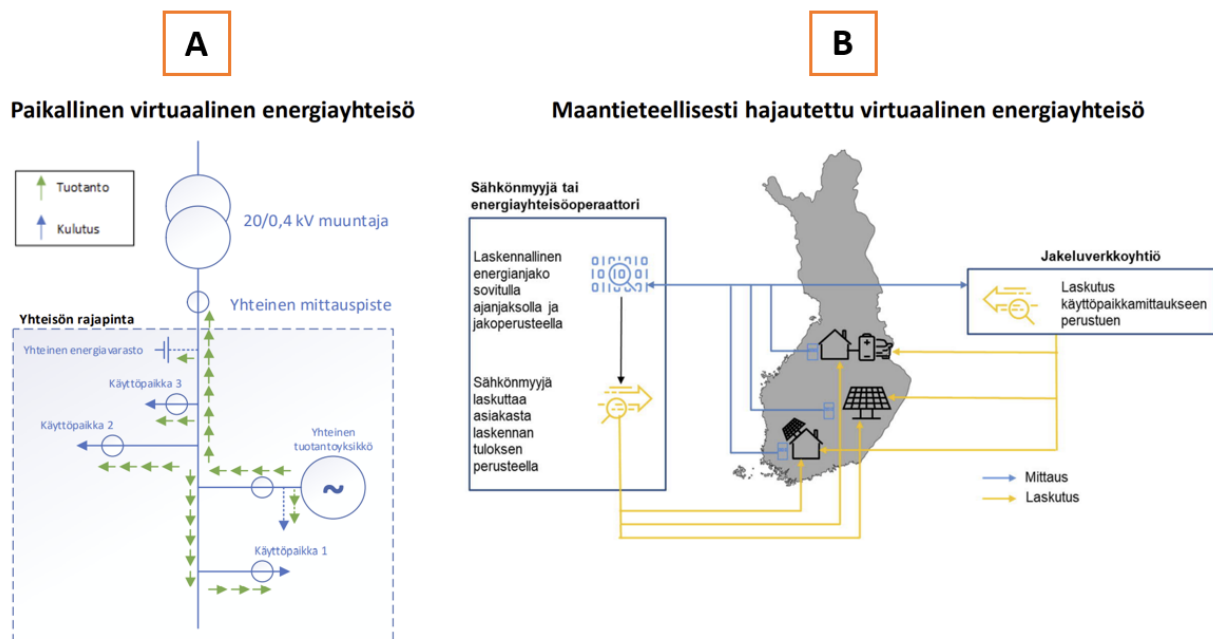 A
Paikallinen virtuaalinen energiayhteisö
Tuotanto
Kulutus
20/0,4 kV muuntaja
Yhteinen mittauspiste
Yhteisön rajapinta
Yhteinen energiavarasto
Käyttöpaikka 3
Käyttöpaikka 2
Yhteinen
tuotantoyksikkö
~
Käyttöpaikka 1
B
Maantieteellisesti hajautettu virtuaalinen energiayhteisö
Sähkönmyyjä tai
energiayhteisöoperaattori
Laskennallinen
energianjako
sovitulla
ajanjaksolla ja
jakoperusteella
Sähkönmyyjä
laskuttaa
asiakasta
laskennan
tuloksen
perusteella
Jakeluverkkoyhtiö
Laskutus
käyttöpaikkamittaukseen
perustuen
Mittaus
Laskutus